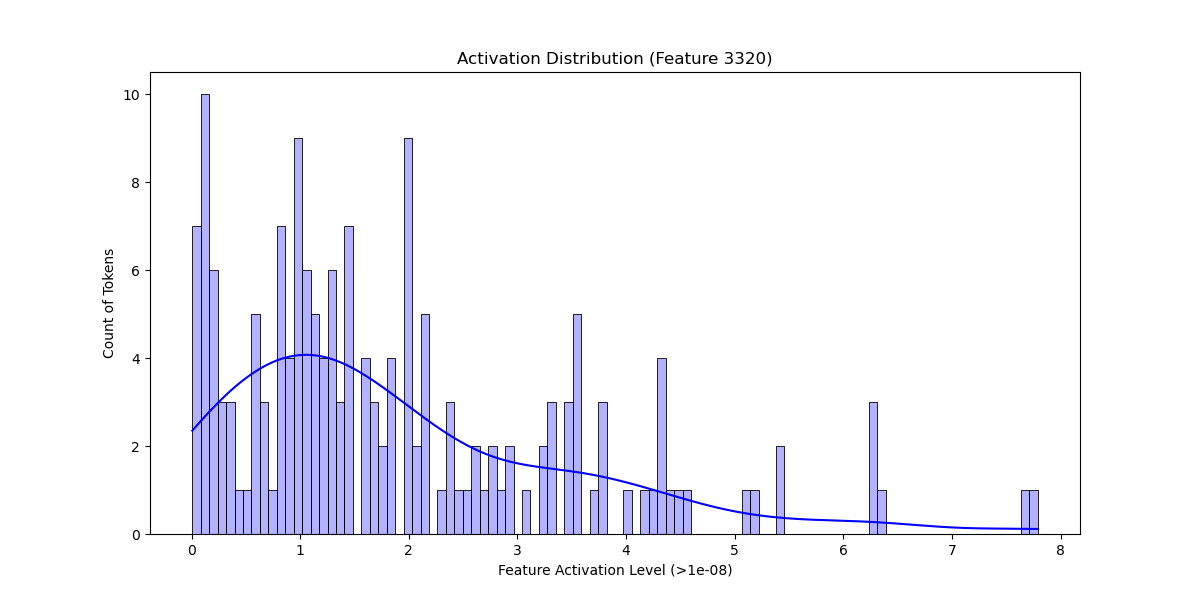 Activation Distribution (Feature 3320)
10
8
6
4
2
0
Count of Tokens
0 1 2 3 4 5 6 7 8
Feature Activation Level (>1e-08)